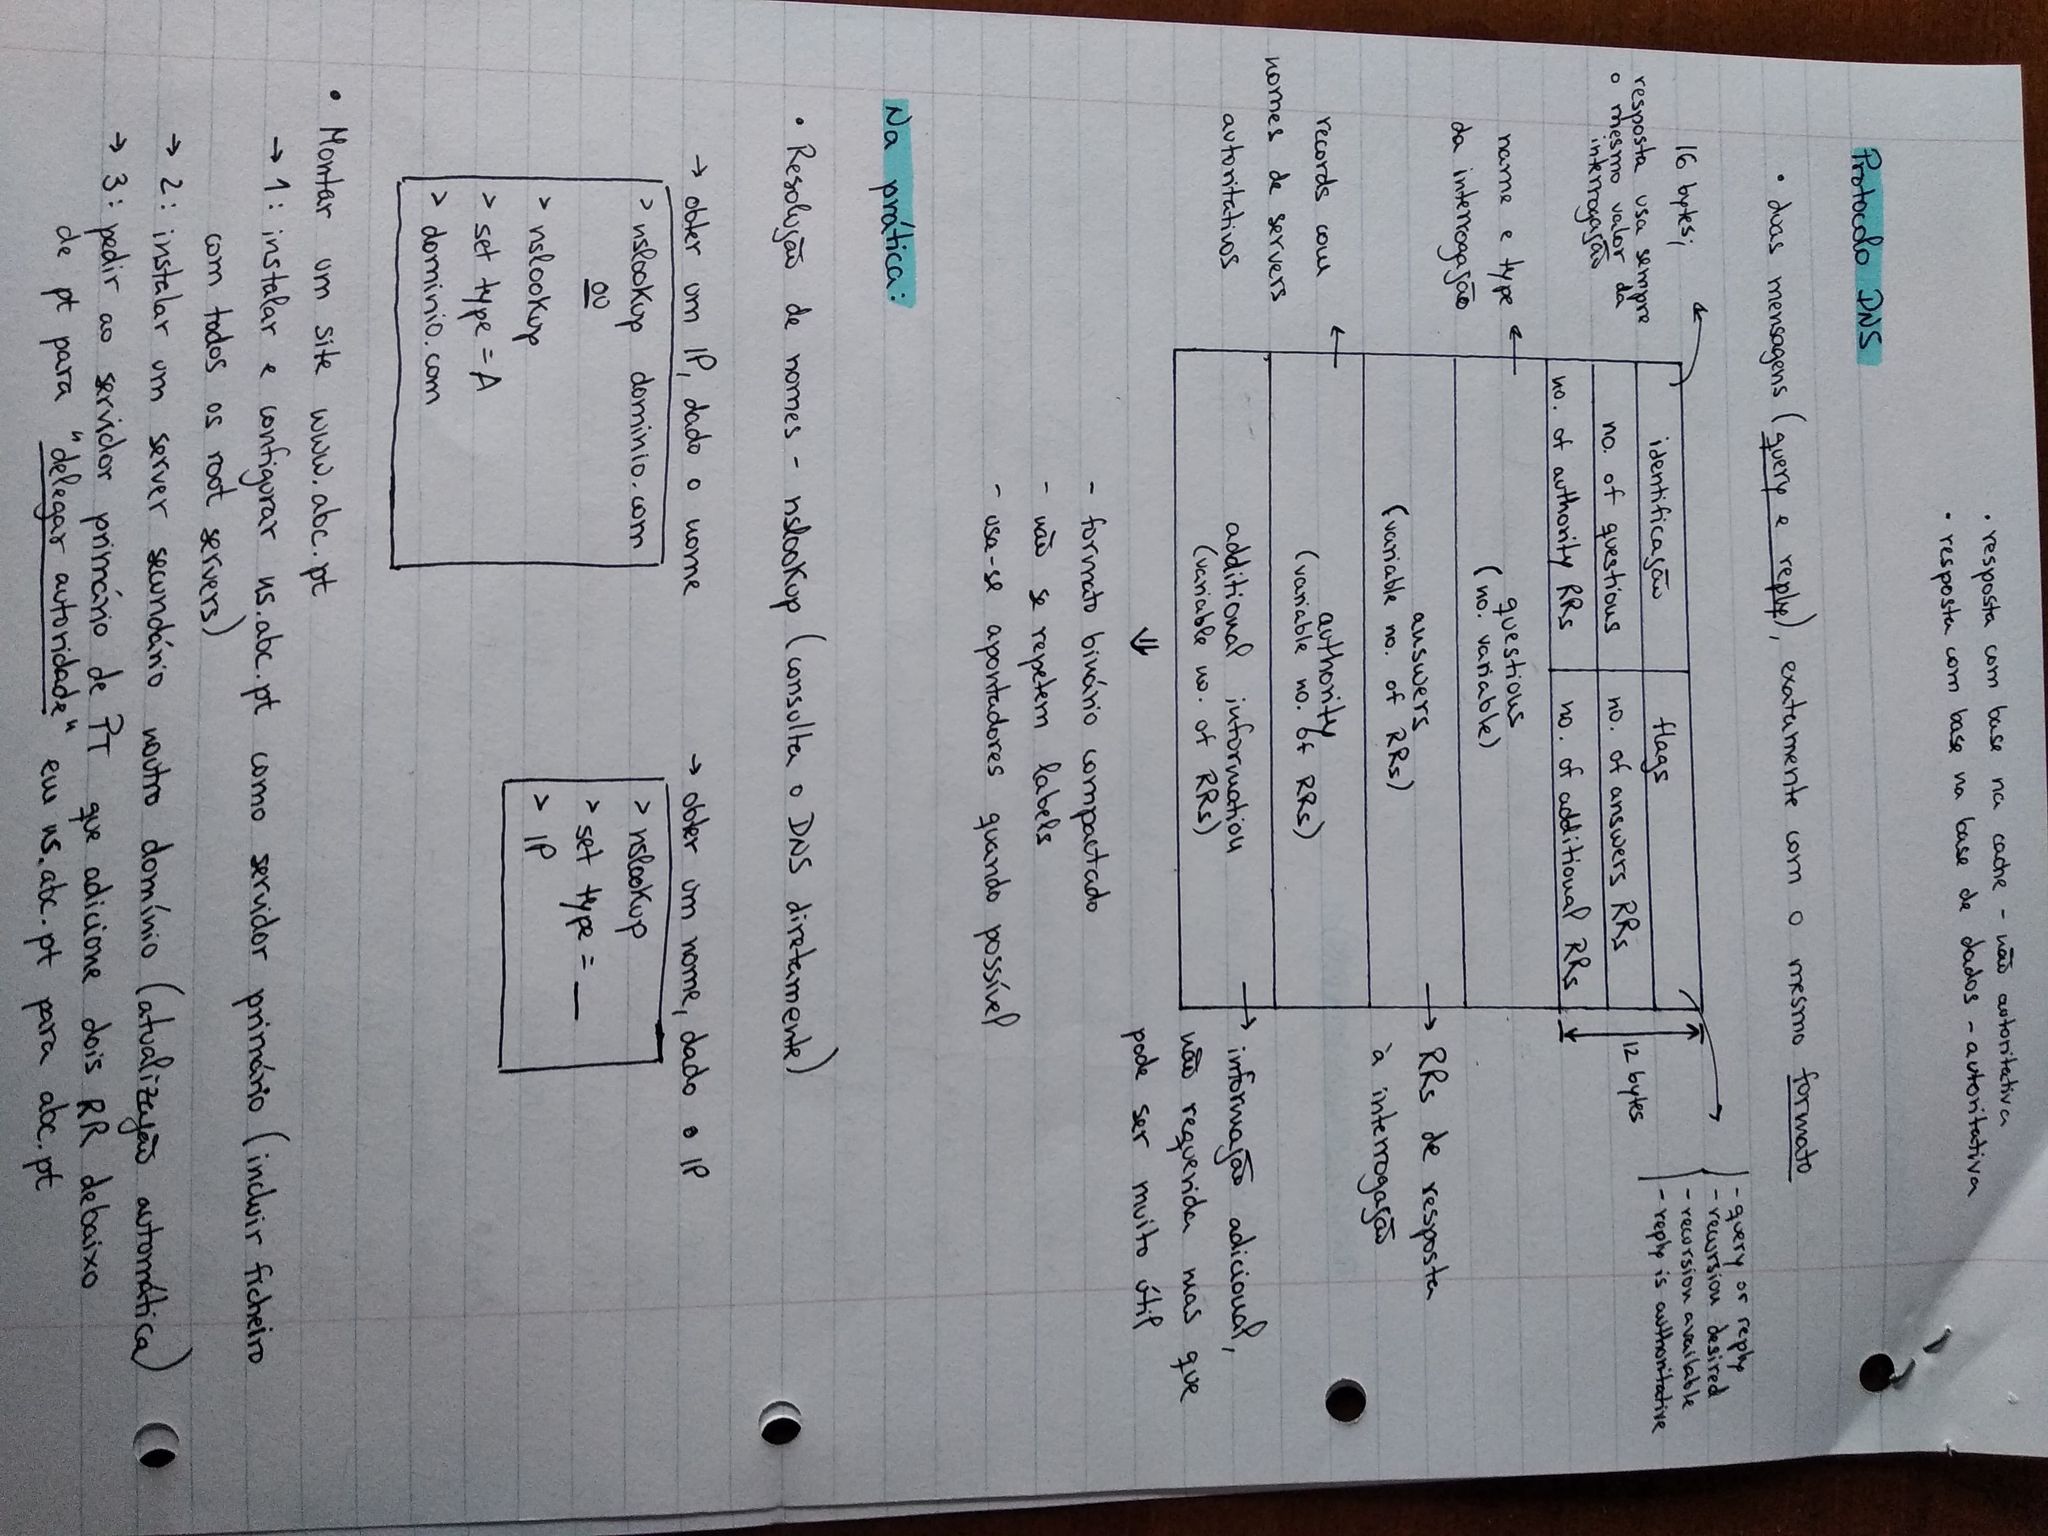 • resposta com base na cache - não autoritativa
• resposta com base na base de dados - autoritativa
Protocolo DNS
• duas mensagens (query e reply), exatamente com o mesmo formato
16 bytes;
resposta usa sempre
o mesmo valor da
interrogação
identificação flags
no. of questions no. of answers RRs
no. of authority RRs no. of additional RRs
12 bytes
- query or reply
- recursion desired
- recursion available
- reply is authoritative
name e type
da interrogação
questions
(no. variable)
answers
(variable no. of RRs)
→ RRs de resposta
à interrogação
records com
nomes de servers
autoritativos
authority
(variable no. of RRs)
additional information
(variable no. of RRs)
→ informação adicional,
não requerida mas que
pode ser muito útil
⇓
- formato binário compactado
- não se repetem labels
- usa-se apontadores quando possível
Na prática:
• Resolução de nomes - nslookup (consulta o DNS diretamente)
→ obter um IP, dado o nome
> nslookup dominio.com
ou
> nslookup
> set type = A
> dominio.com
→ obter um nome, dado o IP
> nslookup
> set type = __
> IP
• Montar um site www.abc.pt
→ 1: instalar e configurar ns.abc.pt como servidor primário (incluir ficheiro
com todos os root servers)
→ 2: instalar um server secundário noutro domínio (atualização automática)
→ 3: pedir ao servidor primário de PT que adicione dois RR debaixo
de pt para "delegar autoridade" em ns.abc.pt para abc.pt